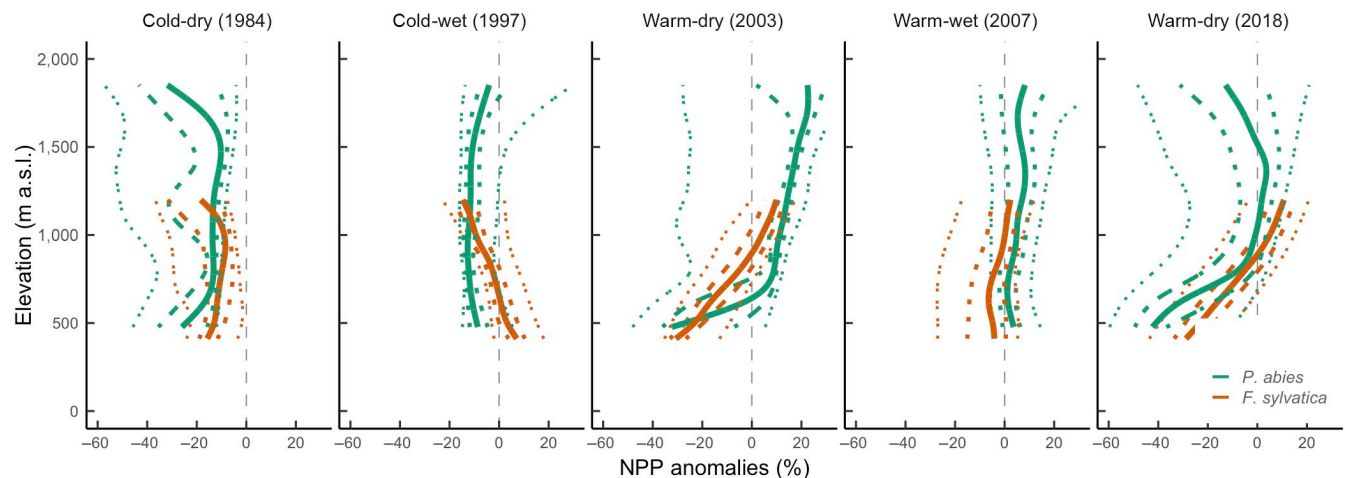 Cold-dry (1984) Cold-wet (1997) Warm-dry (2003) Warm-wet (2007) Warm-dry (2018)
Elevation (m a.s.l.)
2,000
1,500
1,000
500
0
P. abies
F. sylvatica
−60 −40 −20 0 20 −60 −40 −20 0 20 −60 −40 −20 0 20 −60 −40 −20 0 20 −60 −40 −20 0 20
NPP anomalies (%)